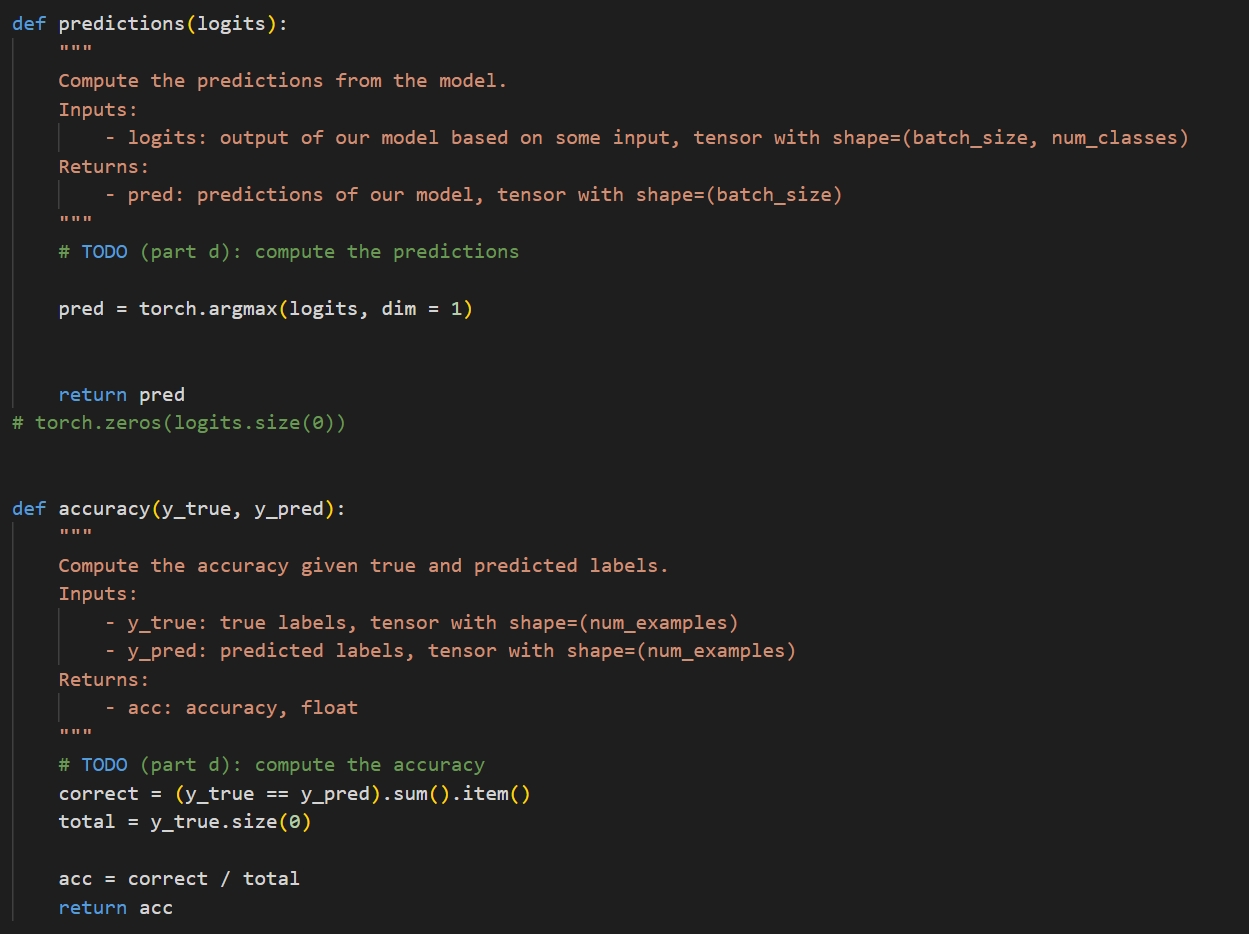 def predictions(logits):
    """
    Compute the predictions from the model.
    Inputs:
        - logits: output of our model based on some input, tensor with shape=(batch_size, num_classes)
    Returns:
        - pred: predictions of our model, tensor with shape=(batch_size)
    """
    # TODO (part d): compute the predictions
    pred = torch.argmax(logits, dim = 1)
    return pred
# torch.zeros(logits.size(0))
def accuracy(y_true, y_pred):
    """
    Compute the accuracy given true and predicted labels.
    Inputs:
        - y_true: true labels, tensor with shape=(num_examples)
        - y_pred: predicted labels, tensor with shape=(num_examples)
    Returns:
        - acc: accuracy, float
    """
    # TODO (part d): compute the accuracy
    correct = (y_true == y_pred).sum().item()
    total = y_true.size(0)
    acc = correct / total
    return acc